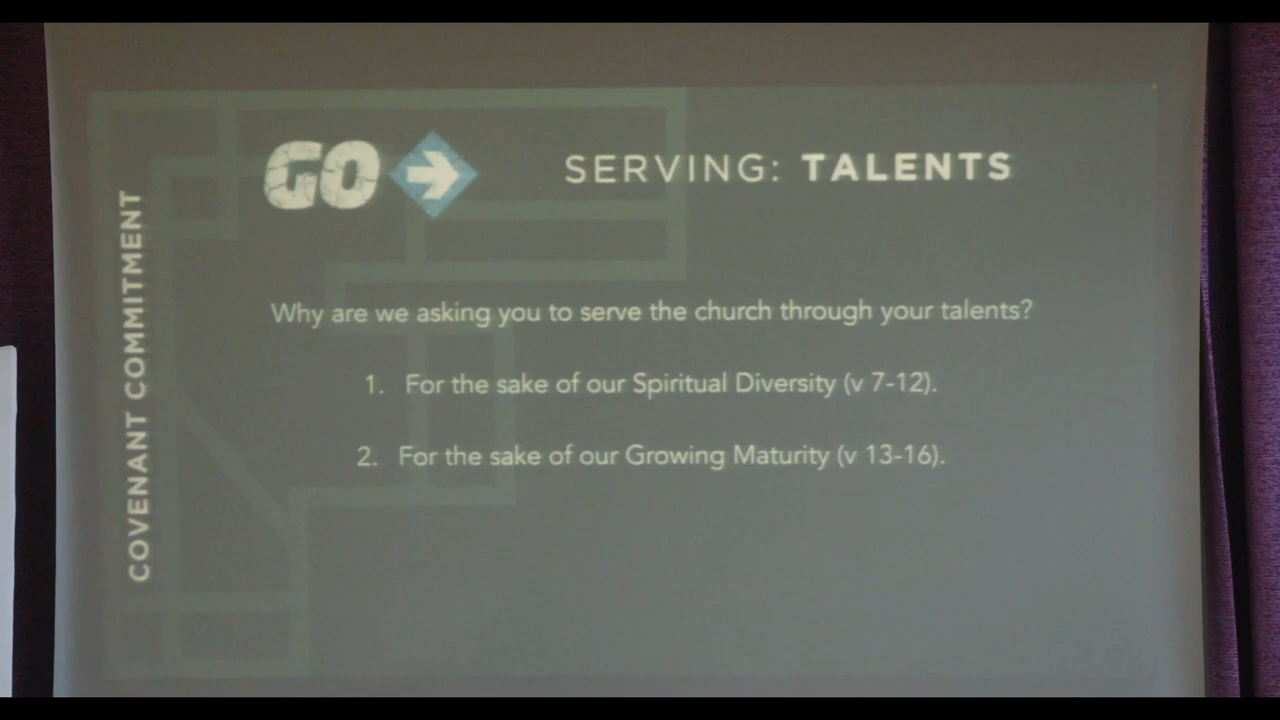 GO
SERVING: TALENTS
COVENANT COMMITMENT
Why are we asking you to serve the church through your talents?
1. For the sake of our Spiritual Diversity (v 7-12).
2. For the sake of our Growing Maturity (v 13-16).